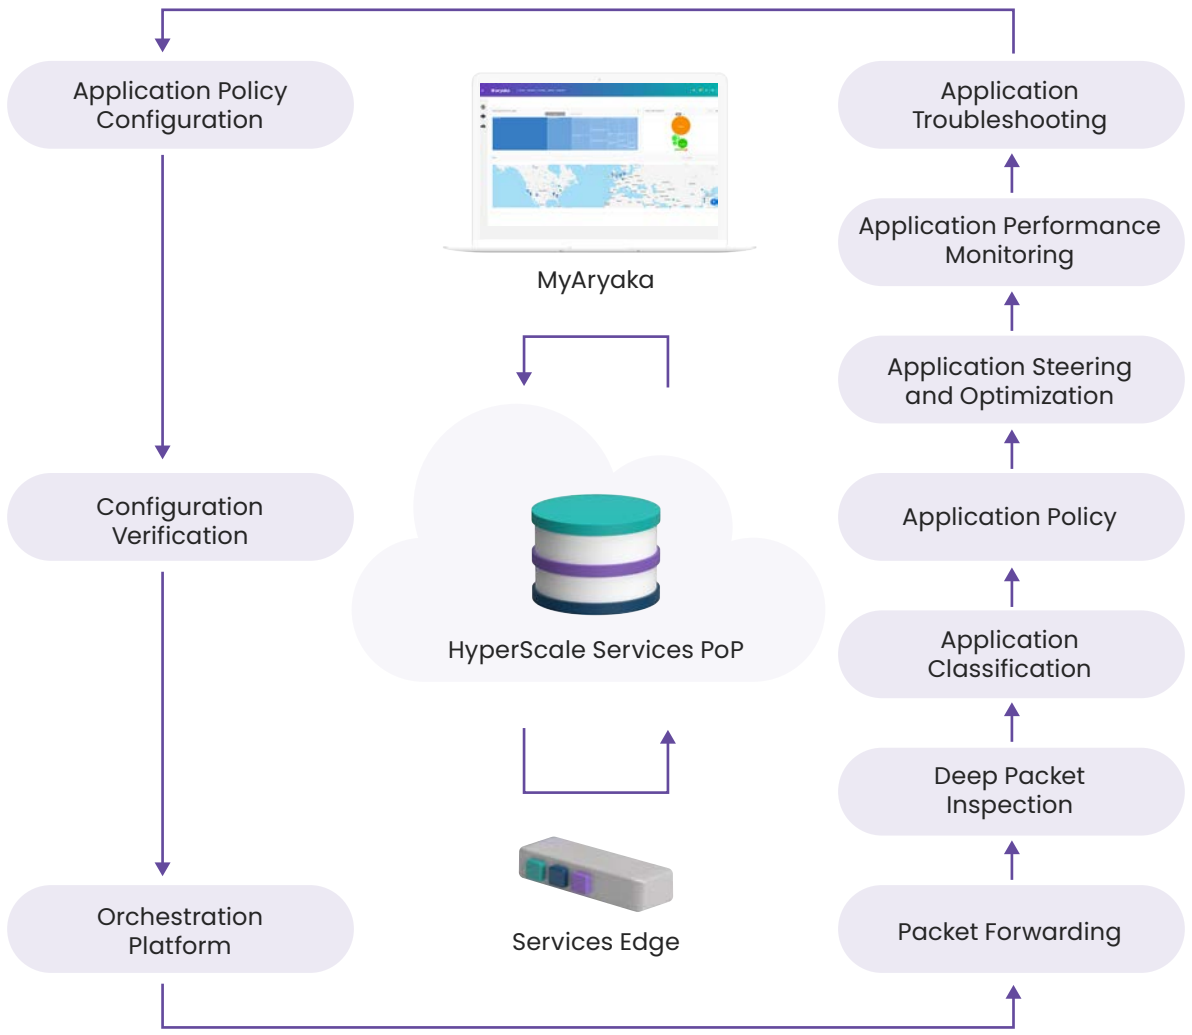 Application Policy
Configuration
Configuration
Verification
Orchestration
Platform
MyAryaka
HyperScale Services PoP
Services Edge
Application
Troubleshooting
Application Performance
Monitoring
Application Steering
and Optimization
Application Policy
Application
Classification
Deep Packet
Inspection
Packet Forwarding